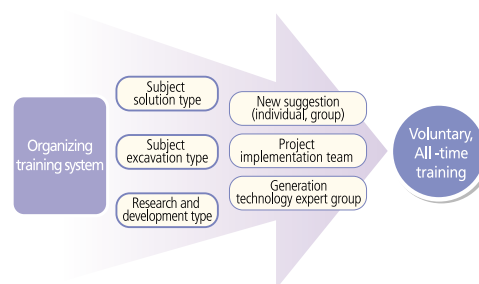 Organizing
training system
Subject
solution type
Subject
excavation type
Research and
development type
New suggestion
(individual, group)
Project
implementation team
Generation
technology expert group
Voluntary,
All-time
training